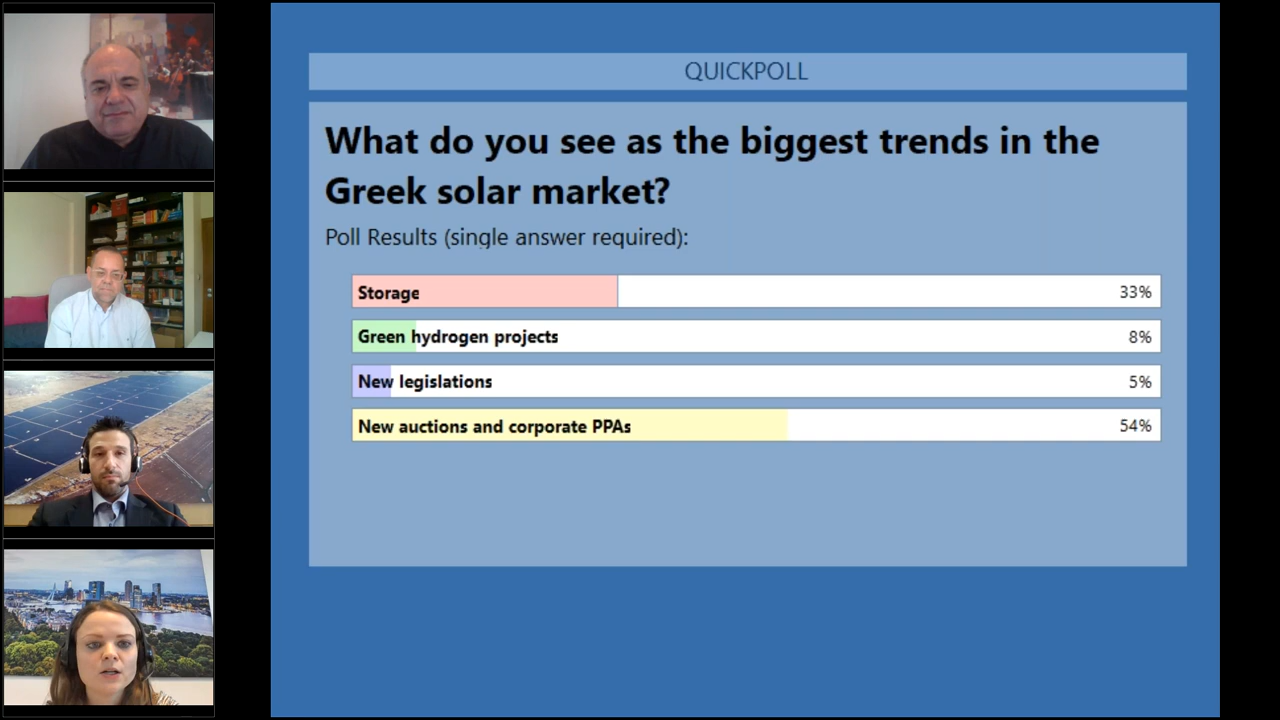 QUICKPOLL
What do you see as the biggest trends in the
Greek solar market?
Poll Results (single answer required):
Storage 33%
Green hydrogen projects 8%
New legislations 5%
New auctions and corporate PPAs 54%